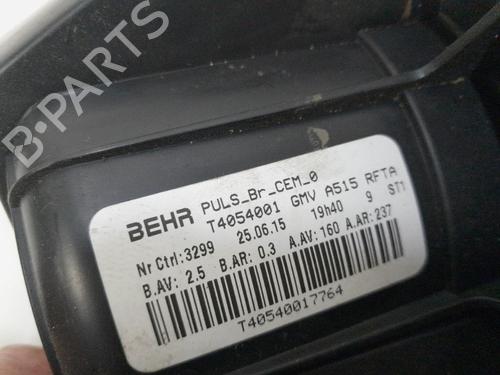 B-PARTS
BEHR PULS_Br_CEM_0
T4054001 GMV A515 RFTA
Nr Ctrl:3299 25.06.15 19h40 9 ST1
B.AV: 2.5 B.AR: 0.3 A.AV: 160 A.AR: 237
T40540017764